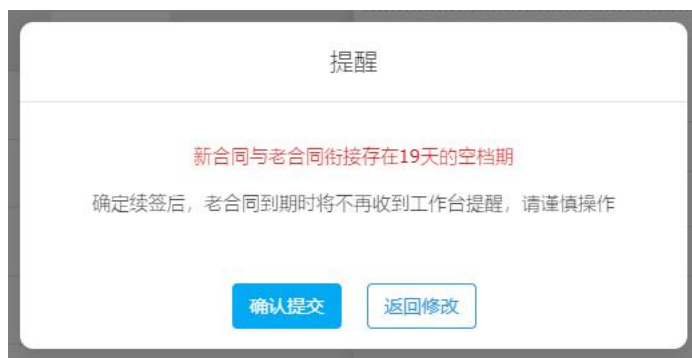 提醒
新合同与老合同衔接存在19天的空档期
确定续签后，老合同到期时将不再收到工作台提醒，请谨慎操作
确认提交
返回修改